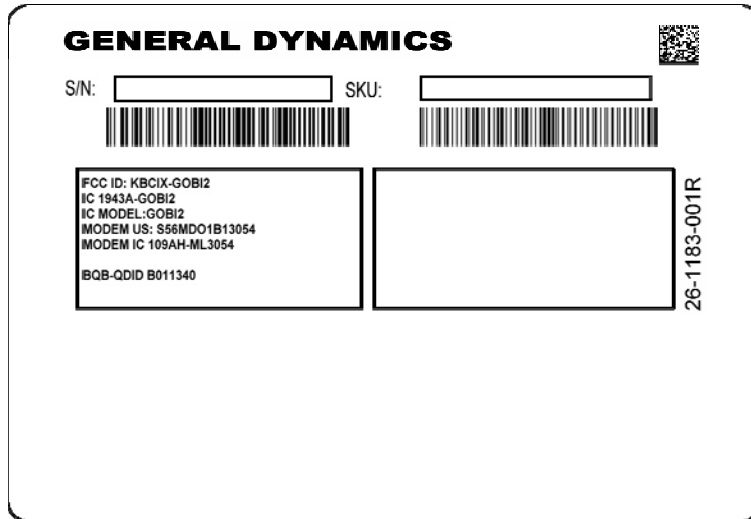 GENERAL DYNAMICS
S/N:
SKU:
FCC ID: KBCIX-GOBI2
IC 1943A-GOBI2
IC MODEL:GOBI2
MODEM US: S56MDO1B13054
MODEM IC 109AH-ML3054
BQB-QDID B011340
26-1183-001R